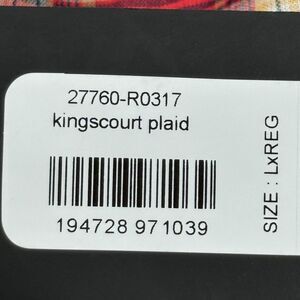 27760-R0317
kingscourt plaid
194728 971039
SIZE : LxREG